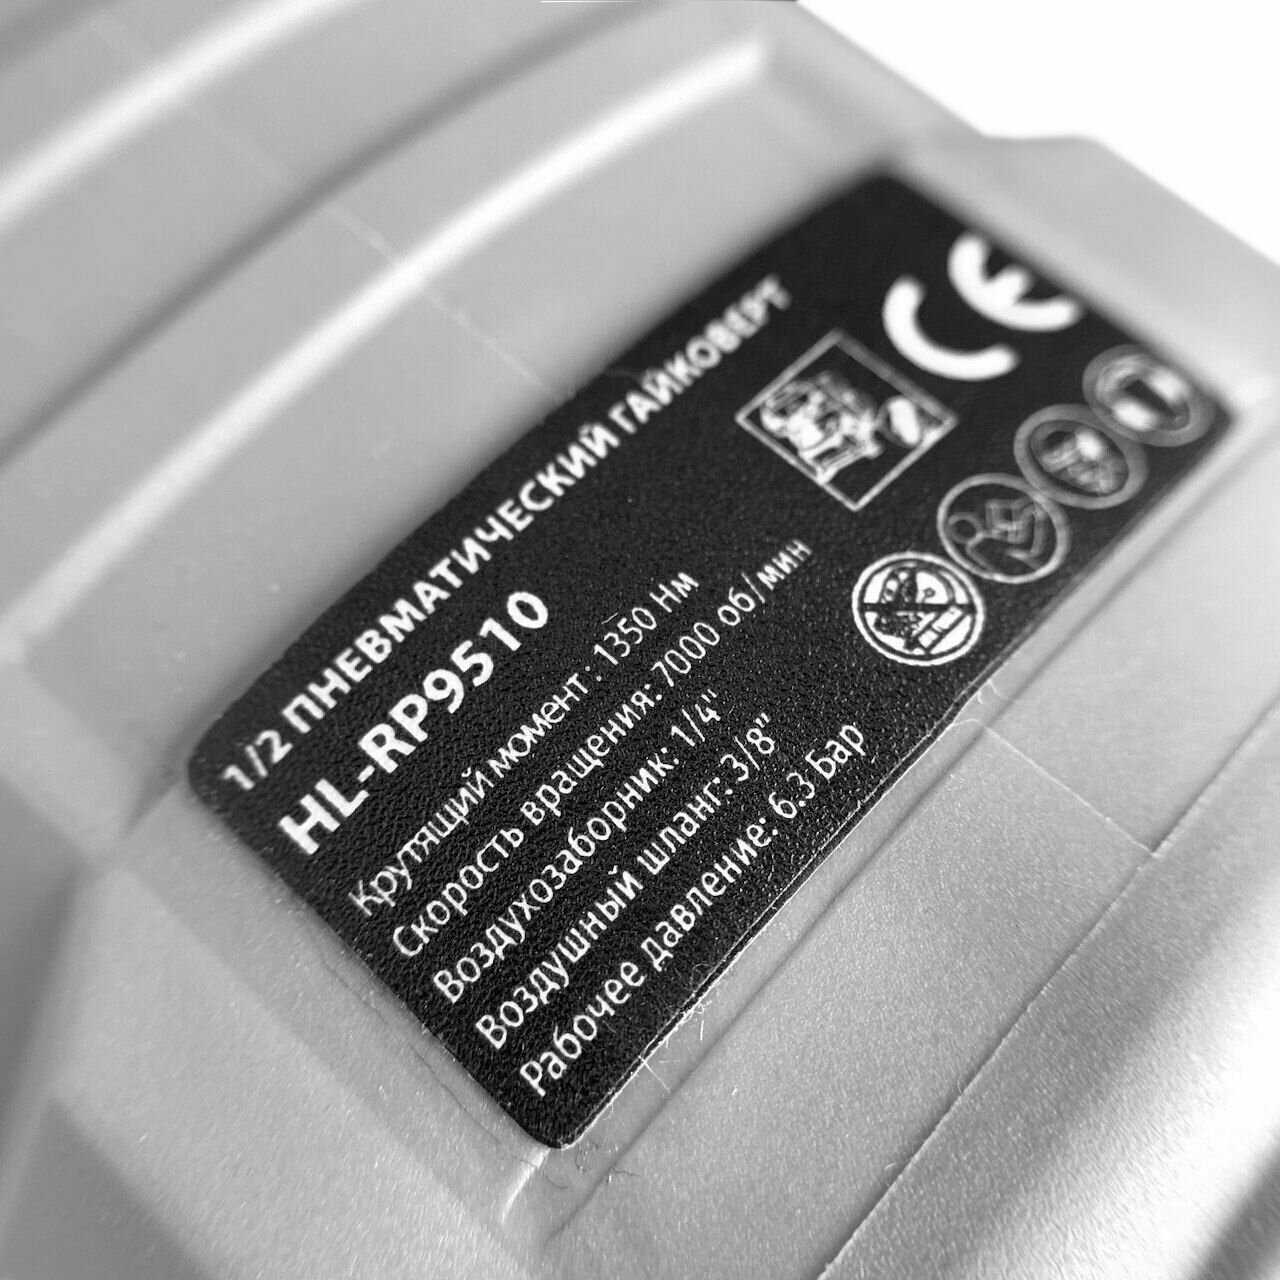 1/2 ПНЕВМАТИЧЕСКИЙ ГАЙКОВЕРТ
HL-RP9510
Крутящий момент : 1350 Нм
Скорость вращения: 7000 об/мин
Воздухозаборник: 1/4"
Воздушный шланг: 3/8"
Рабочее давление: 6.3 Бар
CE